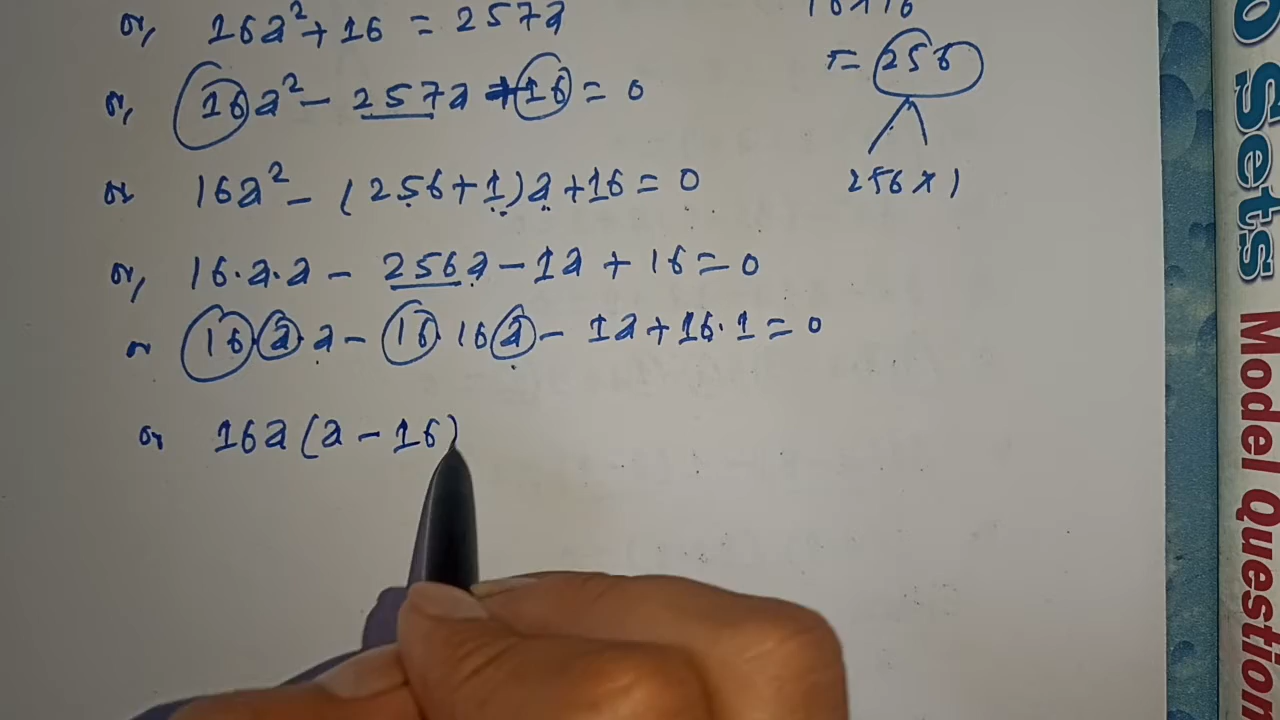 or, 16a² + 16 = 257a
or, 16a² - 257a + 16 = 0
or 16a² - (256+1)a + 16 = 0
or, 16·a·a - 256a - 1a + 16 = 0
or 16·a·a - 16·16a - 1a + 16·1 = 0
or 16a(a - 16)
16×16
= 256
256×1
Sets
Model Question